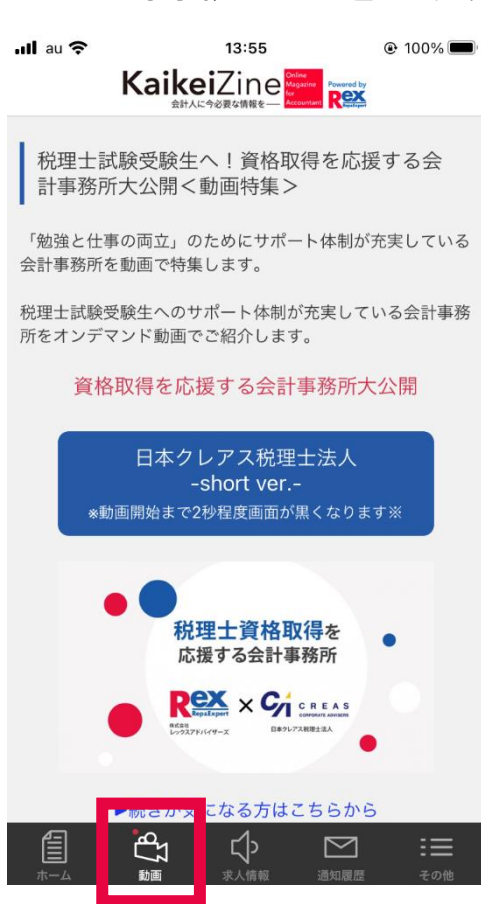 au 13:55 100%
KaikeiZine Online Magazine for Accountant Powered by Rex RepsExpert
会計人に今必要な情報を——
税理士試験受験生へ！資格取得を応援する会
計事務所大公開＜動画特集＞
「勉強と仕事の両立」のためにサポート体制が充実している
会計事務所を動画で特集します。
税理士試験受験生へのサポート体制が充実している会計事務
所をオンデマンド動画でご紹介します。
資格取得を応援する会計事務所大公開
日本クレアス税理士法人
-short ver.-
※動画開始まで2秒程度画面が黒くなります※
税理士資格取得を
応援する会計事務所
Rex RepsExpert × CREAS CORPORATE ADVISERS
株式会社
レックスアドバイザーズ 日本クレアス税理士法人
▶続きが気になる方はこちらから
ホーム 動画 求人情報 通知履歴 その他